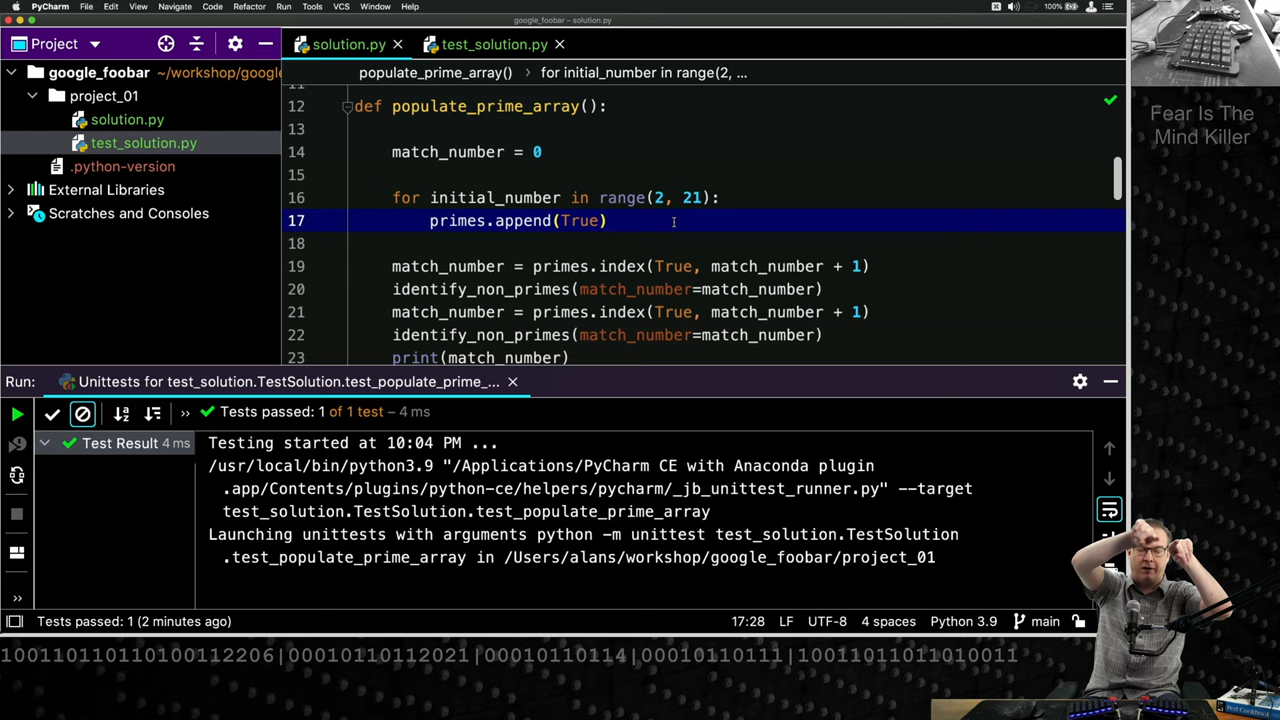 PyCharm File Edit View Navigate Code Refactor Run Tools VCS Window Help 100%
google_foobar – solution.py
Project
solution.py
test_solution.py
google_foobar ~/workshop/google
project_01
solution.py
test_solution.py
.python-version
External Libraries
Scratches and Consoles
populate_prime_array() › for initial_number in range(2, ...
11
12 def populate_prime_array():
13
14 match_number = 0
15
16 for initial_number in range(2, 21):
17 primes.append(True)
18
19 match_number = primes.index(True, match_number + 1)
20 identify_non_primes(match_number=match_number)
21 match_number = primes.index(True, match_number + 1)
22 identify_non_primes(match_number=match_number)
23 print(match_number)
Fear Is The
Mind Killer
Run: Unittests for test_solution.TestSolution.test_populate_prime_...
» Tests passed: 1 of 1 test – 4 ms
Test Result 4 ms
Testing started at 10:04 PM ...
/usr/local/bin/python3.9 "/Applications/PyCharm CE with Anaconda plugin
.app/Contents/plugins/python-ce/helpers/pycharm/_jb_unittest_runner.py" --target
test_solution.TestSolution.test_populate_prime_array
Launching unittests with arguments python -m unittest test_solution.TestSolution
.test_populate_prime_array in /Users/alans/workshop/google_foobar/project_01
»
Tests passed: 1 (2 minutes ago) 17:28 LF UTF-8 4 spaces Python 3.9 main
1001101101101100112206|00010110112021|00010110114|00010110111|1001101101101011
Perl Cookbook